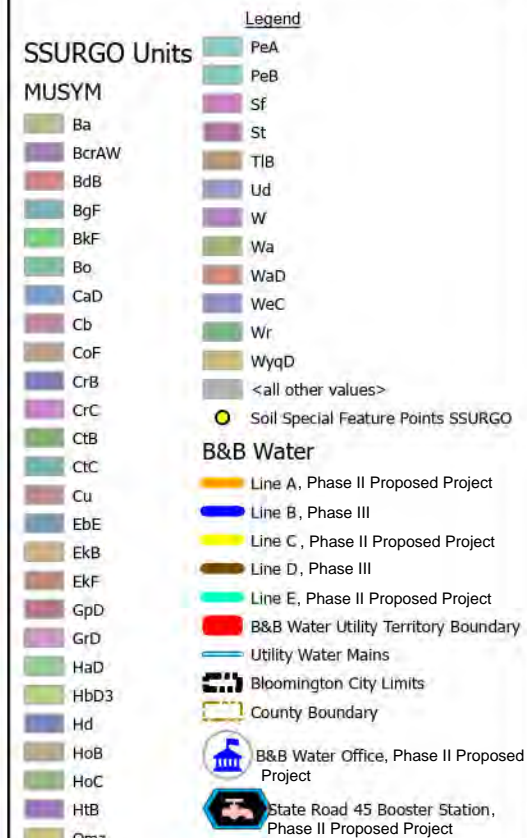 Legend
SSURGO Units
MUSYM
Ba
BcrAW
BdB
BgF
BkF
Bo
CaD
Cb
CoF
CrB
CrC
CtB
CtC
Cu
EbE
EkB
EkF
GpD
GrD
HaD
HbD3
Hd
HoB
HoC
HtB
PeA
PeB
Sf
St
TlB
Ud
W
Wa
WaD
WeC
Wr
WyqD
<all other values>
Soil Special Feature Points SSURGO
B&B Water
Line A, Phase II Proposed Project
Line B, Phase III
Line C, Phase II Proposed Project
Line D, Phase III
Line E, Phase II Proposed Project
B&B Water Utility Territory Boundary
Utility Water Mains
Bloomington City Limits
County Boundary
B&B Water Office, Phase II Proposed
Project
State Road 45 Booster Station,
Phase II Proposed Project